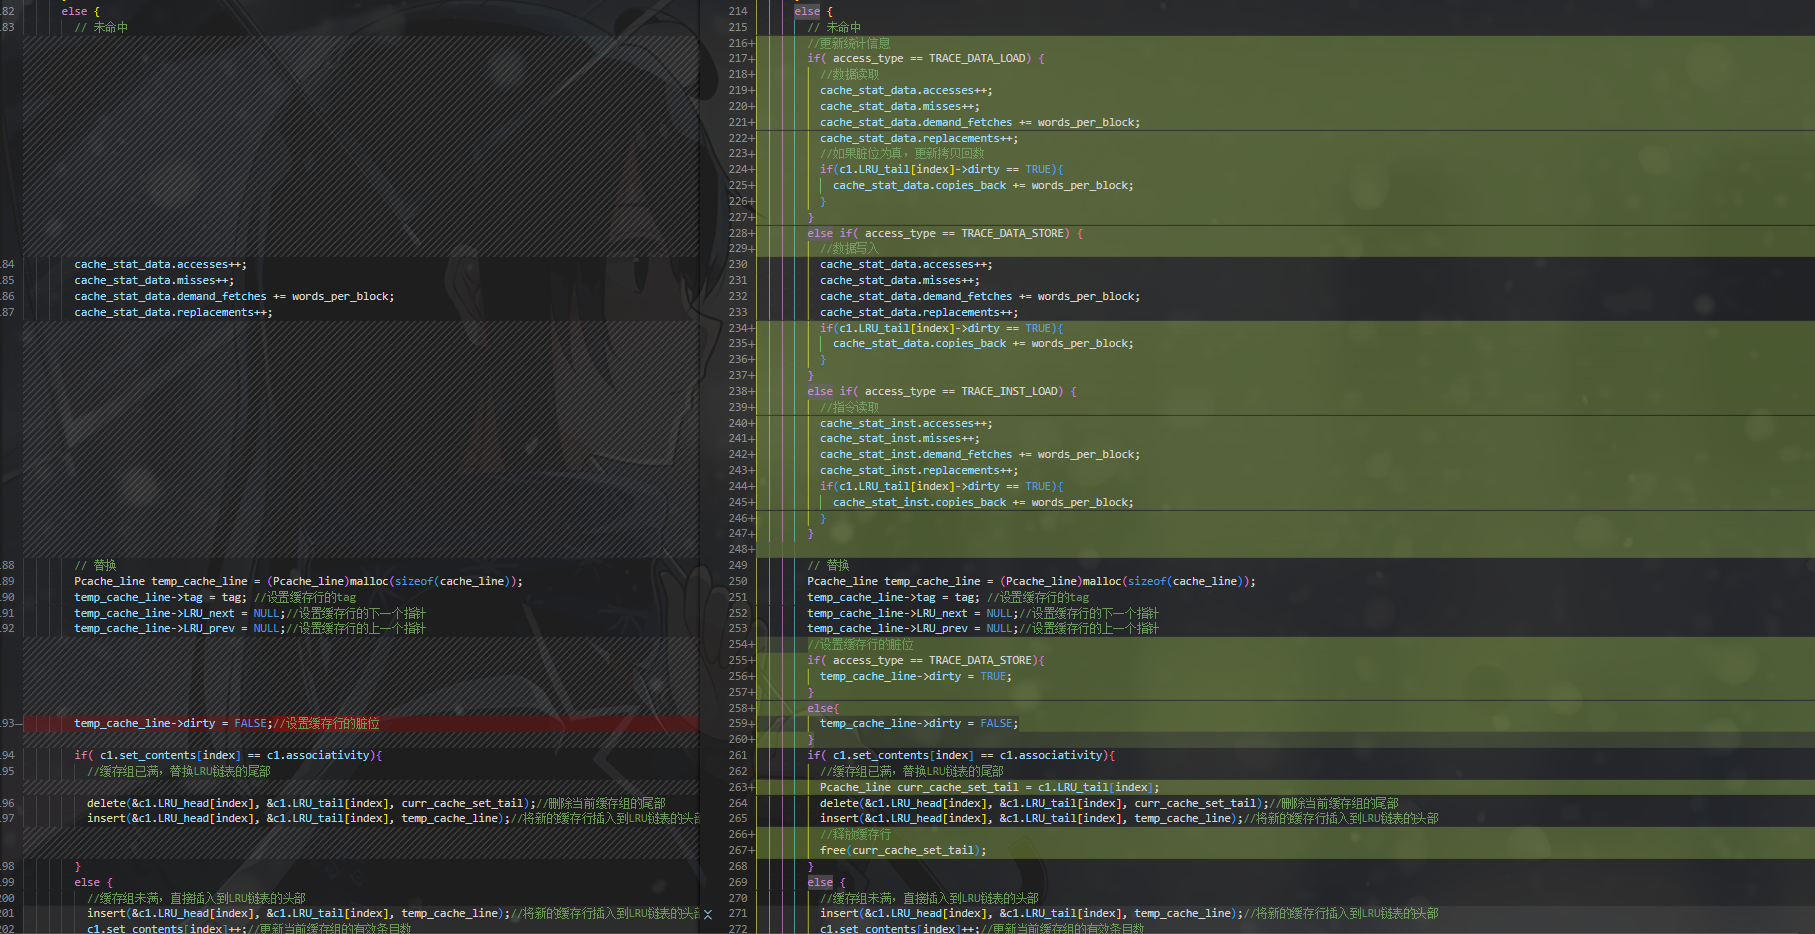 82 else {
83 // 未命中
84 cache_stat_data.accesses++;
85 cache_stat_data.misses++;
86 cache_stat_data.demand_fetches += words_per_block;
87 cache_stat_data.replacements++;
88 // 替换
89 Pcache_line temp_cache_line = (Pcache_line)malloc(sizeof(cache_line));
90 temp_cache_line->tag = tag; //设置缓存行的tag
91 temp_cache_line->LRU_next = NULL;//设置缓存行的下一个指针
92 temp_cache_line->LRU_prev = NULL;//设置缓存行的上一个指针
93— temp_cache_line->dirty = FALSE;//设置缓存行的脏位
94 if( c1.set_contents[index] == c1.associativity){
95 //缓存组已满，替换LRU链表的尾部
96 delete(&c1.LRU_head[index], &c1.LRU_tail[index], curr_cache_set_tail);//删除当前缓存组的尾部
97 insert(&c1.LRU_head[index], &c1.LRU_tail[index], temp_cache_line);//将新的缓存行插入到LRU链表的头
98 }
99 else {
200 //缓存组未满，直接插入到LRU链表的头部
201 insert(&c1.LRU_head[index], &c1.LRU_tail[index], temp_cache_line);//将新的缓存行插入到LRU链表的头
202 c1.set_contents[index]++;//更新当前缓存组的有效条目数
214 else {
215 // 未命中
216+ //更新统计信息
217+ if( access_type == TRACE_DATA_LOAD) {
218+ //数据读取
219+ cache_stat_data.accesses++;
220+ cache_stat_data.misses++;
221+ cache_stat_data.demand_fetches += words_per_block;
222+ cache_stat_data.replacements++;
223+ //如果脏位为真，更新拷贝回数
224+ if(c1.LRU_tail[index]->dirty == TRUE){
225+ cache_stat_data.copies_back += words_per_block;
226+ }
227+ }
228+ else if( access_type == TRACE_DATA_STORE) {
229+ //数据写入
230 cache_stat_data.accesses++;
231 cache_stat_data.misses++;
232 cache_stat_data.demand_fetches += words_per_block;
233 cache_stat_data.replacements++;
234+ if(c1.LRU_tail[index]->dirty == TRUE){
235+ cache_stat_data.copies_back += words_per_block;
236+ }
237+ }
238+ else if( access_type == TRACE_INST_LOAD) {
239+ //指令读取
240+ cache_stat_inst.accesses++;
241+ cache_stat_inst.misses++;
242+ cache_stat_inst.demand_fetches += words_per_block;
243+ cache_stat_inst.replacements++;
244+ if(c1.LRU_tail[index]->dirty == TRUE){
245+ cache_stat_inst.copies_back += words_per_block;
246+ }
247+ }
248+
249 // 替换
250 Pcache_line temp_cache_line = (Pcache_line)malloc(sizeof(cache_line));
251 temp_cache_line->tag = tag; //设置缓存行的tag
252 temp_cache_line->LRU_next = NULL;//设置缓存行的下一个指针
253 temp_cache_line->LRU_prev = NULL;//设置缓存行的上一个指针
254+ //设置缓存行的脏位
255+ if( access_type == TRACE_DATA_STORE){
256+ temp_cache_line->dirty = TRUE;
257+ }
258+ else{
259+ temp_cache_line->dirty = FALSE;
260+ }
261 if( c1.set_contents[index] == c1.associativity){
262 //缓存组已满，替换LRU链表的尾部
263+ Pcache_line curr_cache_set_tail = c1.LRU_tail[index];
264 delete(&c1.LRU_head[index], &c1.LRU_tail[index], curr_cache_set_tail);//删除当前缓存组的尾部
265 insert(&c1.LRU_head[index], &c1.LRU_tail[index], temp_cache_line);//将新的缓存行插入到LRU链表的头部
266+ //释放缓存行
267+ free(curr_cache_set_tail);
268 }
269 else {
270 //缓存组未满，直接插入到LRU链表的头部
271 insert(&c1.LRU_head[index], &c1.LRU_tail[index], temp_cache_line);//将新的缓存行插入到LRU链表的头部
272 c1.set_contents[index]++;//更新当前缓存组的有效条目数